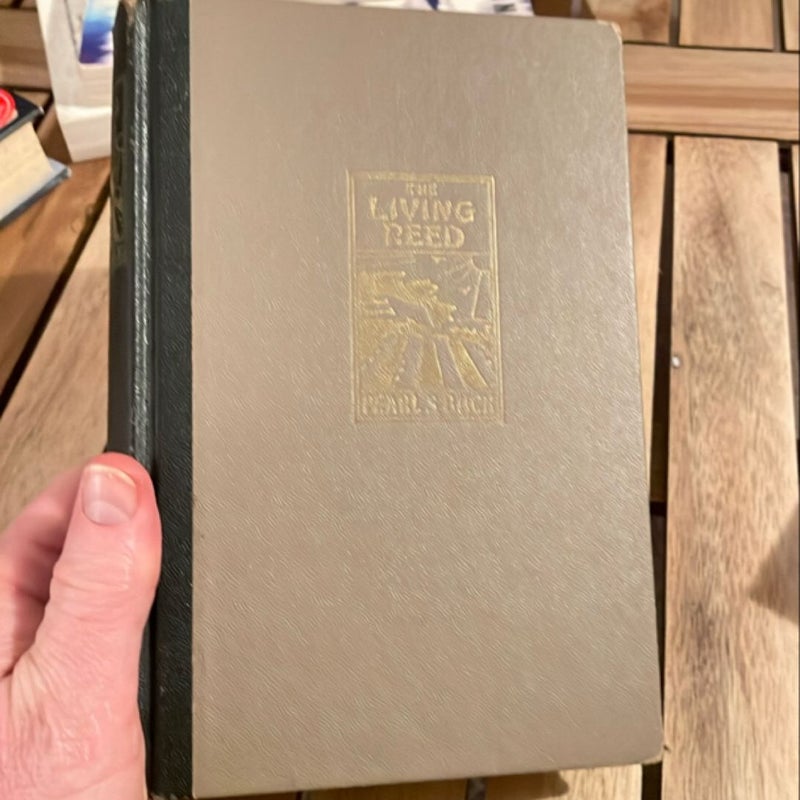 THE
LIVING
REED
PEARL S. BUCK